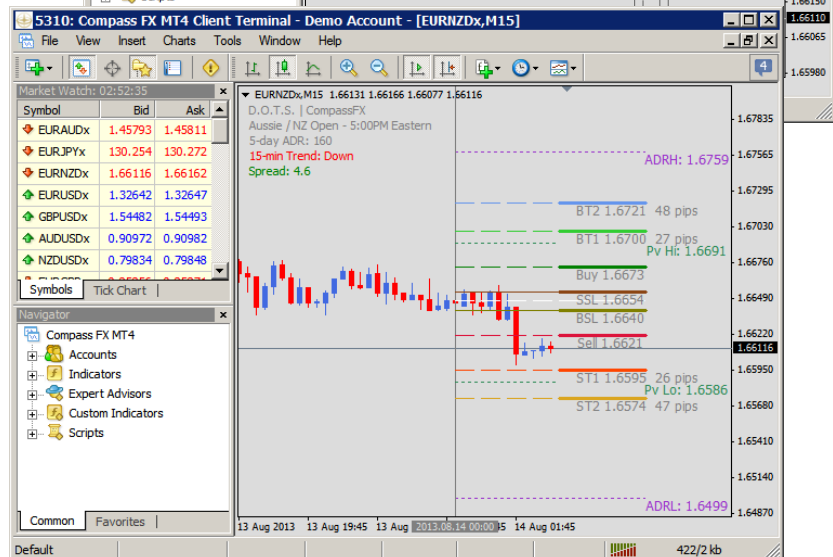 1.66150
5310: Compass FX MT4 Client Terminal - Demo Account - [EURNZDx,M15]
1.66110
File View Insert Charts Tools Window Help
1.66065
4
1.65980
Market Watch: 02:52:35
Symbol Bid Ask
EURAUDx 1.45793 1.45811
EURJPYx 130.254 130.272
EURNZDx 1.66116 1.66162
EURUSDx 1.32642 1.32647
GBPUSDx 1.54482 1.54493
AUDUSDx 0.90972 0.90982
NZDUSDx 0.79834 0.79848
Symbols Tick Chart
Navigator
Compass FX MT4
Accounts
Indicators
Expert Advisors
Custom Indicators
Scripts
Common Favorites
EURNZDx,M15 1.66131 1.66166 1.66077 1.66116
D.O.T.S. | CompassFX
Aussie / NZ Open - 5:00PM Eastern
5-day ADR: 160
15-min Trend: Down
Spread: 4.6
ADRH: 1.6759
BT2 1.6721 48 pips
BT1 1.6700 27 pips
Pv Hi: 1.6691
Buy 1.6673
SSL 1.6654
BSL 1.6640
Sell 1.6621
ST1 1.6595 26 pips
Pv Lo: 1.6586
ST2 1.6574 47 pips
ADRL: 1.6499
1.67835
1.67565
1.67295
1.67030
1.66760
1.66490
1.66220
1.66116
1.65950
1.65680
1.65410
1.65140
1.64870
13 Aug 2013 13 Aug 19:45 13 Aug 2013.08.14 00:00 14 Aug 01:45
Default 422/2 kb